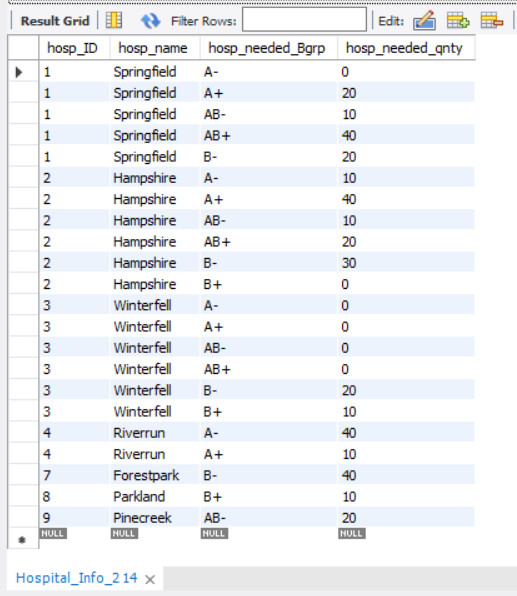 Result Grid Filter Rows: Edit:
hosp_ID hosp_name hosp_needed_Bgrp hosp_needed_qnty
1 Springfield A- 0
1 Springfield A+ 20
1 Springfield AB- 10
1 Springfield AB+ 40
1 Springfield B- 20
2 Hampshire A- 10
2 Hampshire A+ 40
2 Hampshire AB- 10
2 Hampshire AB+ 20
2 Hampshire B- 30
2 Hampshire B+ 0
3 Winterfell A- 0
3 Winterfell A+ 0
3 Winterfell AB- 0
3 Winterfell AB+ 0
3 Winterfell B- 20
3 Winterfell B+ 10
4 Riverrun A- 40
4 Riverrun A+ 10
7 Forestpark B- 40
8 Parkland B+ 10
9 Pinecreek AB- 20
NULL NULL NULL NULL
Hospital_Info_214